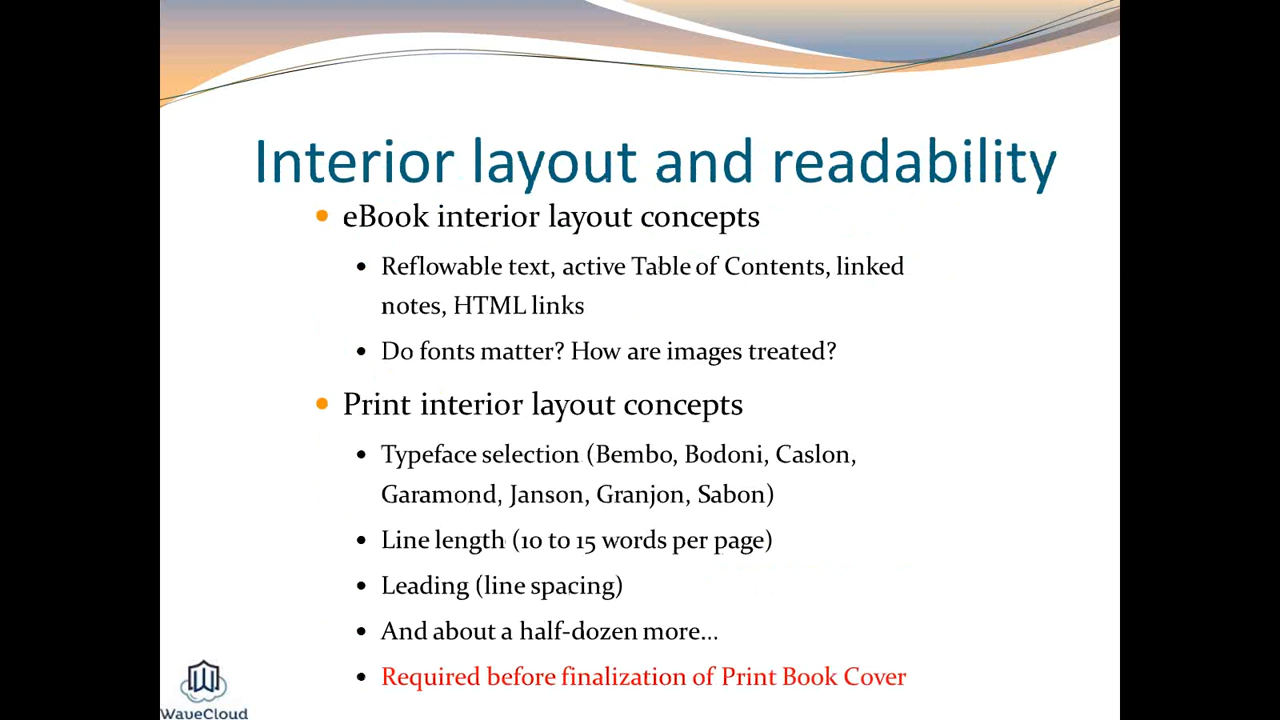 Interior layout and readability
eBook interior layout concepts
Reflowable text, active Table of Contents, linked
notes, HTML links
Do fonts matter? How are images treated?
Print interior layout concepts
Typeface selection (Bembo, Bodoni, Caslon,
Garamond, Janson, Granjon, Sabon)
Line length (10 to 15 words per page)
Leading (line spacing)
And about a half-dozen more...
Required before finalization of Print Book Cover
WaveCloud